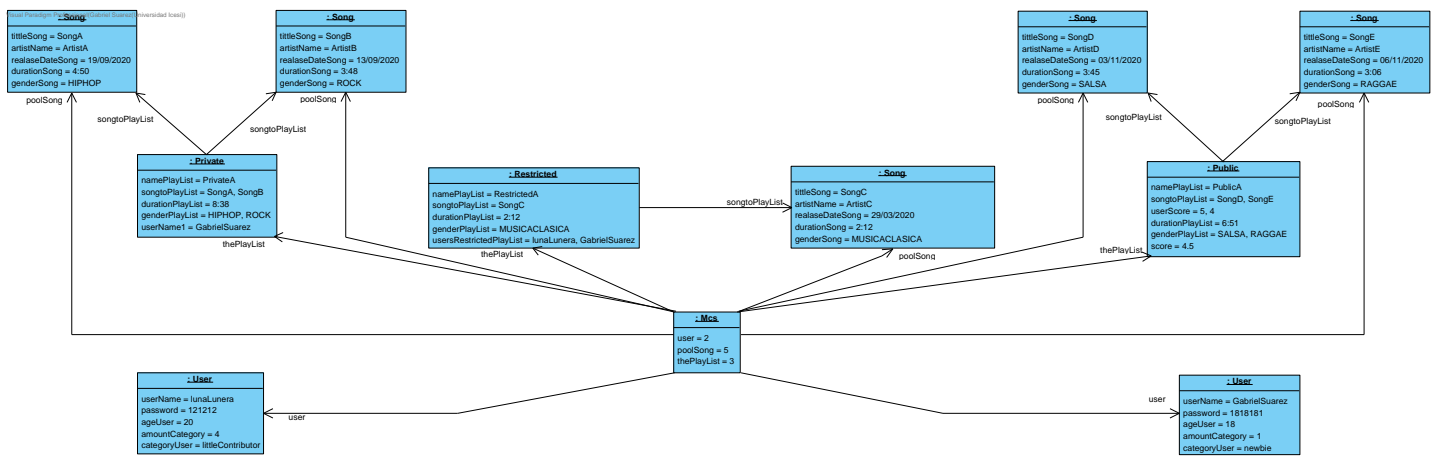 Visual Paradigm Professional(Gabriel Suarez(Universidad Icesi))
: Song
tittleSong = SongA
artistName = ArtistA
realaseDateSong = 19/09/2020
durationSong = 4:50
genderSong = HIPHOP
: Song
tittleSong = SongB
artistName = ArtistB
realaseDateSong = 13/09/2020
durationSong = 3:48
genderSong = ROCK
: Song
tittleSong = SongD
artistName = ArtistD
realaseDateSong = 03/11/2020
durationSong = 3:45
genderSong = SALSA
: Song
tittleSong = SongE
artistName = ArtistE
realaseDateSong = 06/11/2020
durationSong = 3:06
genderSong = RAGGAE
poolSong
poolSong
poolSong
poolSong
songtoPlayList
songtoPlayList
songtoPlayList
songtoPlayList
: Private
namePlayList = PrivateA
songtoPlayList = SongA, SongB
durationPlayList = 8:38
genderPlayList = HIPHOP, ROCK
userName1 = GabrielSuarez
thePlayList
: Restricted
namePlayList = RestrictedA
songtoPlayList = SongC
durationPlayList = 2:12
genderPlayList = MUSICACLASICA
usersRestrictedPlayList = lunaLunera, GabrielSuarez
thePlayList
songtoPlayList
: Song
tittleSong = SongC
artistName = ArtistC
realaseDateSong = 29/03/2020
durationSong = 2:12
genderSong = MUSICACLASICA
poolSong
: Public
namePlayList = PublicA
songtoPlayList = SongD, SongE
userScore = 5, 4
durationPlayList = 6:51
genderPlayList = SALSA, RAGGAE
score = 4.5
thePlayList
: Mcs
user = 2
poolSong = 5
thePlayList = 3
: User
userName = lunaLunera
password = 121212
ageUser = 20
amountCategory = 4
categoryUser = littleContributor
user
user
: User
userName = GabrielSuarez
password = 1818181
ageUser = 18
amountCategory = 1
categoryUser = newbie